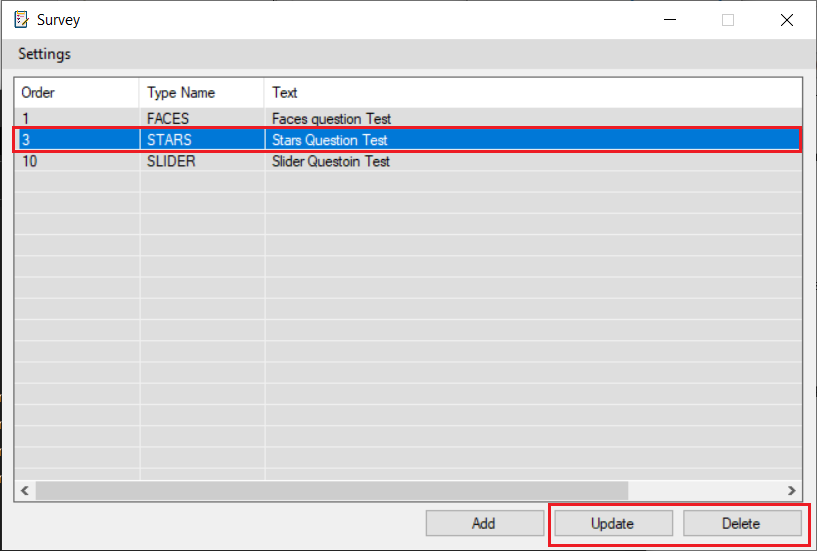 Survey
Settings
Order Type Name Text
1 FACES Faces question Test
3 STARS Stars Question Test
10 SLIDER Slider Questoin Test
Add Update Delete